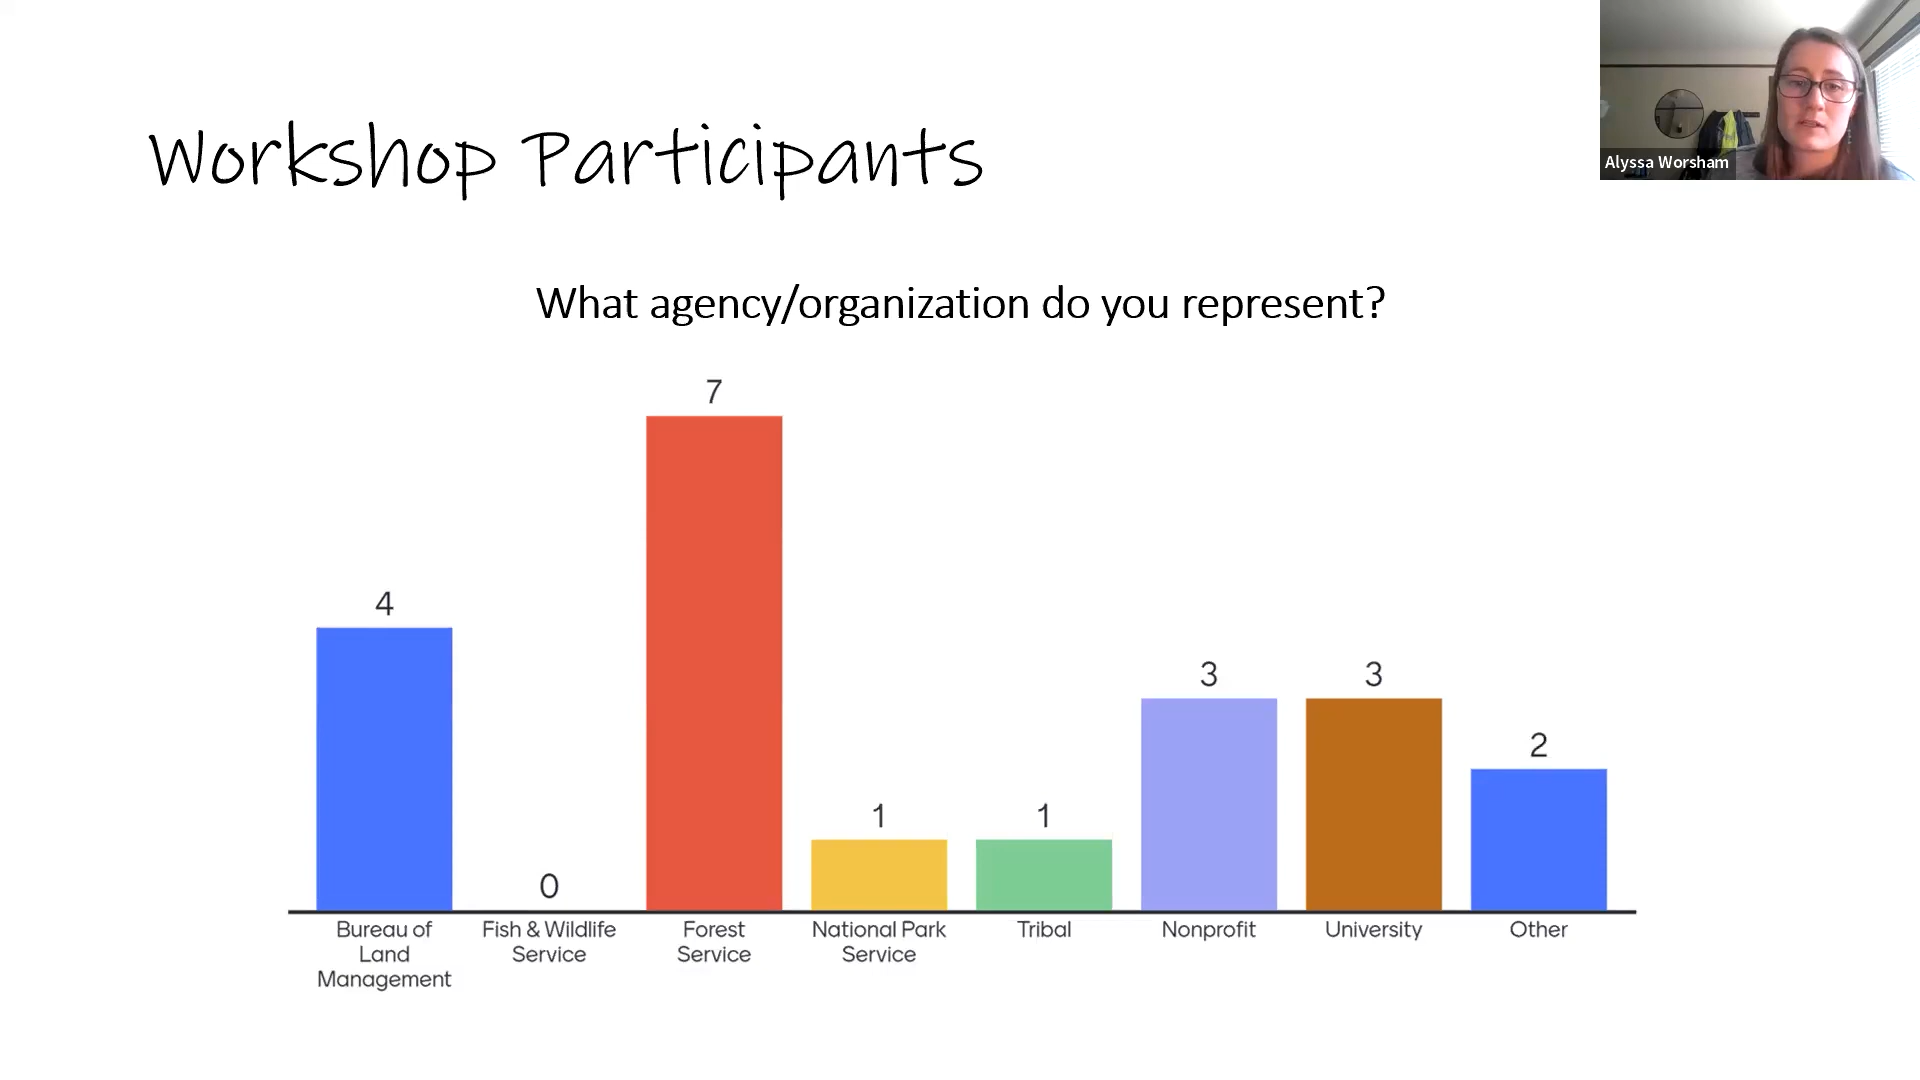 Workshop Participants
Alyssa Worsham
What agency/organization do you represent?
7
4
3
3
2
1
1
0
Bureau of
Land
Management
Fish & Wildlife
Service
Forest
Service
National Park
Service
Tribal
Nonprofit
University
Other